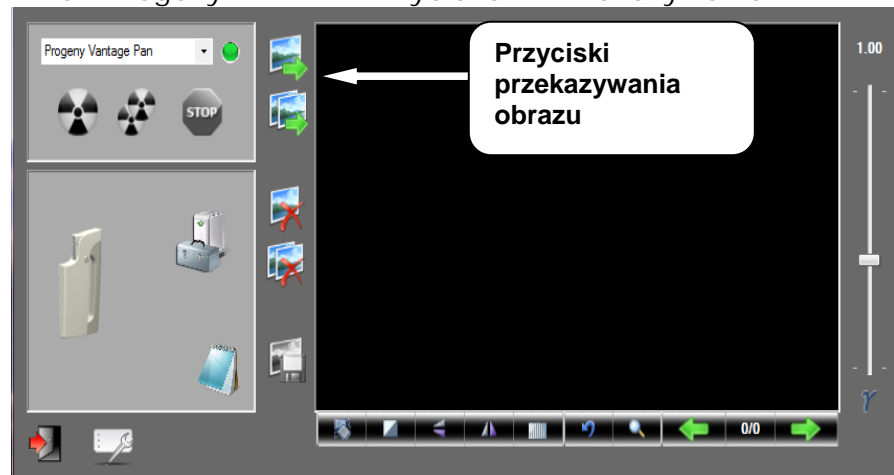 Progeny Vantage Pan
STOP
Przyciski
przekazywania
obrazu
1.00
0/0
γ